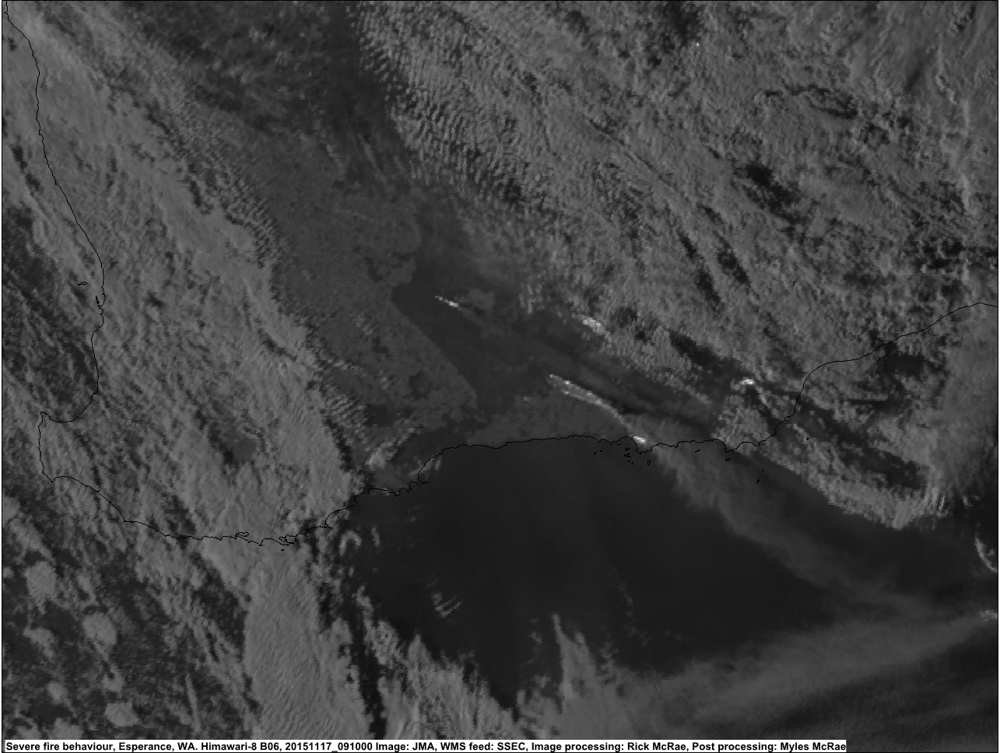 Severe fire behaviour, Esperance, WA. Himawari-8 B06, 20151117_091000 Image: JMA, WMS feed: SSEC, Image processing: Rick McRae, Post processing: Myles McRae